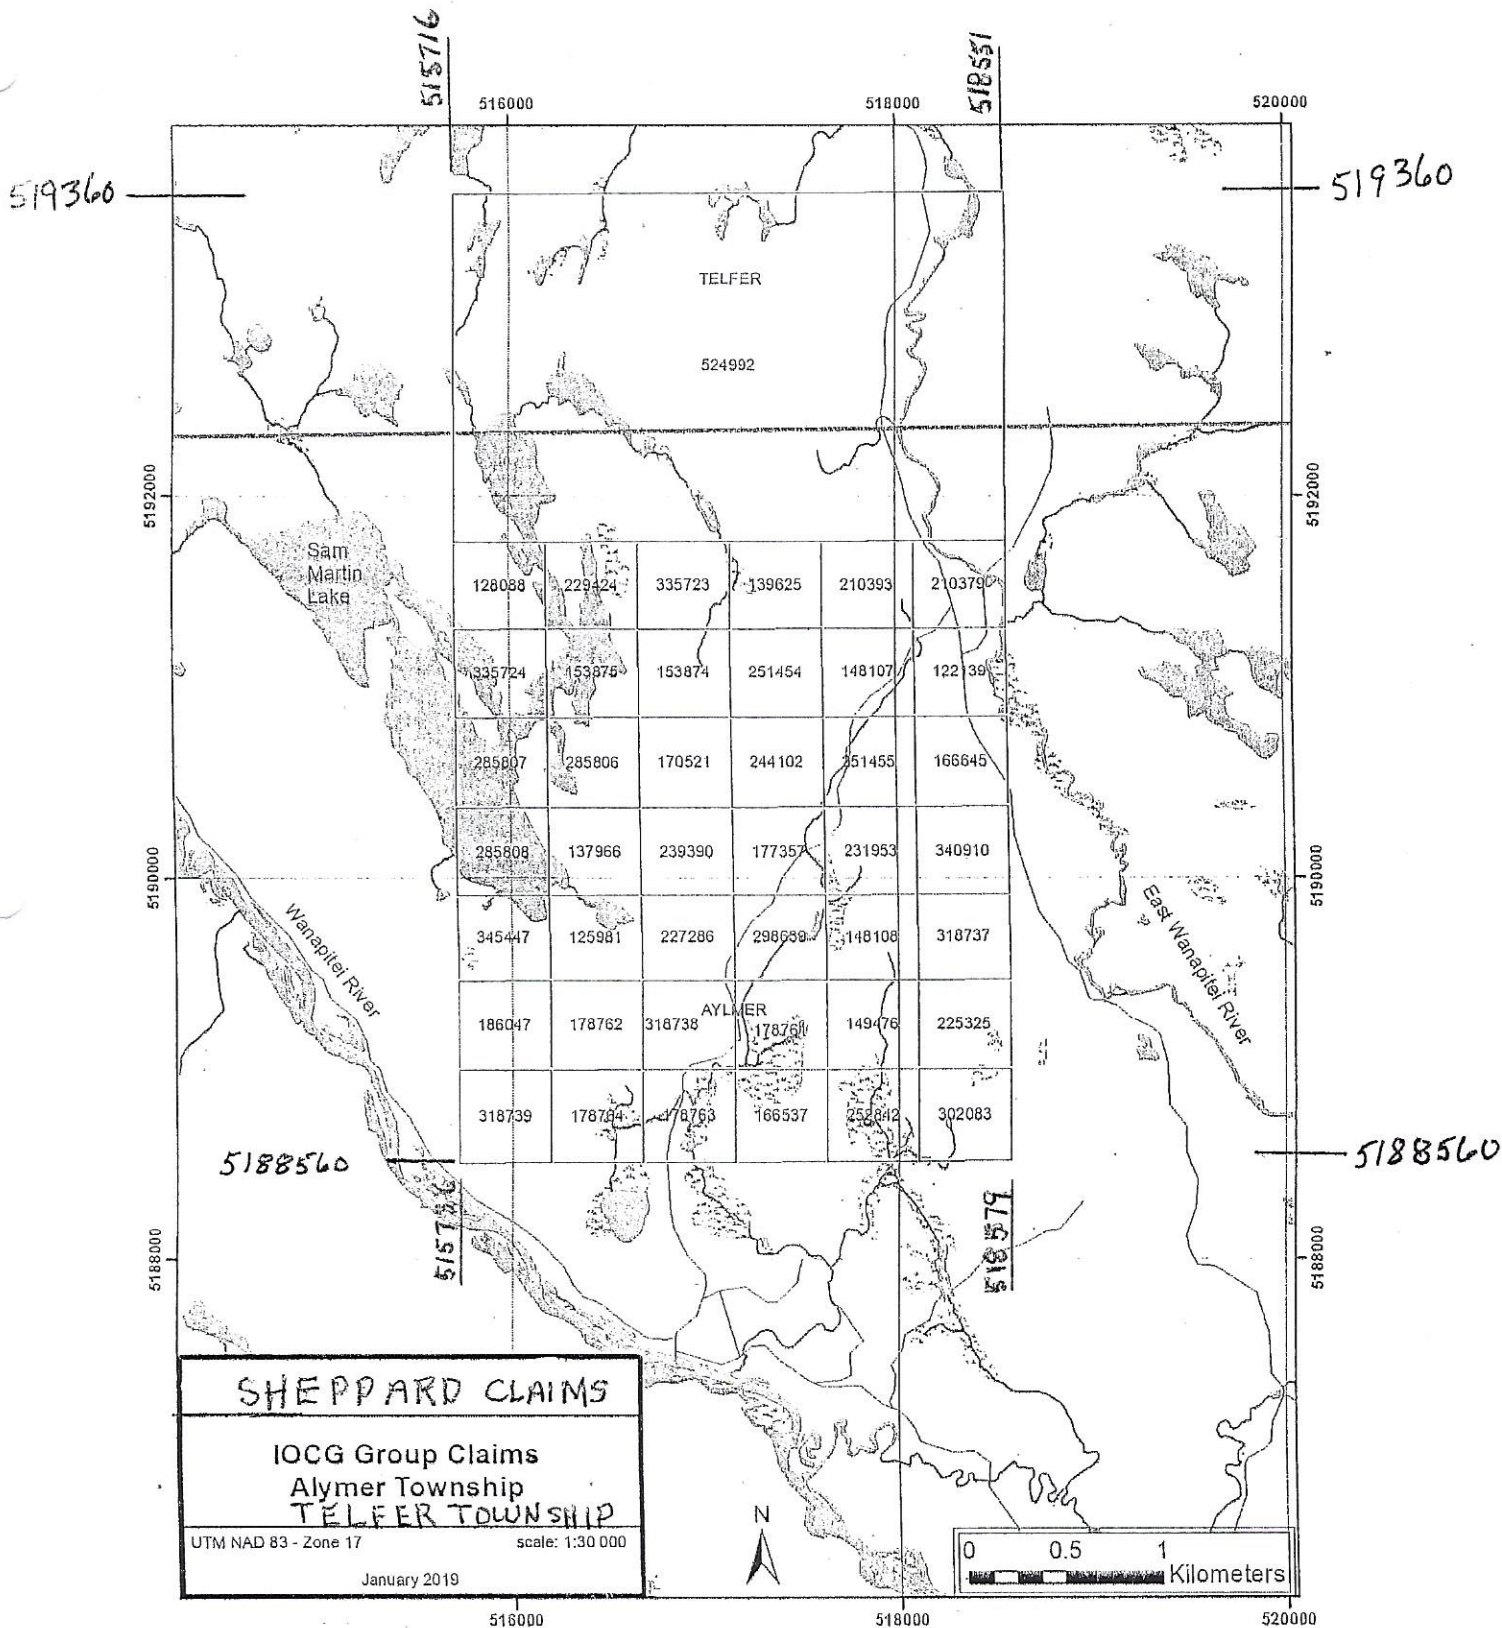 515716
518551
516000
518000
520000
519360
519360
TELFER
524992
5192000
5192000
Sam
Martin
Lake
128088 229424 335723 139625 210393 210379
335724 153875 153874 251454 148107 122139
285807 285806 170521 244102 251455 166645
285808 137966 239390 177357 231953 340910
5190000
5190000
Wanapitei River
East Wanapitei River
345447 125981 227286 298639 148108 318737
AYLMER
186047 178762 318738 178761 149476 225325
318739 178764 178763 166537 252842 302083
5188560
5188560
518579
5188000
5188000
SHEPPARD CLAIMS
IOCG Group Claims
Alymer Township
TELFER TOWNSHIP
UTM NAD 83 - Zone 17 scale: 1:30 000
January 2019
N
0 0.5 1
Kilometers
516000
518000
520000